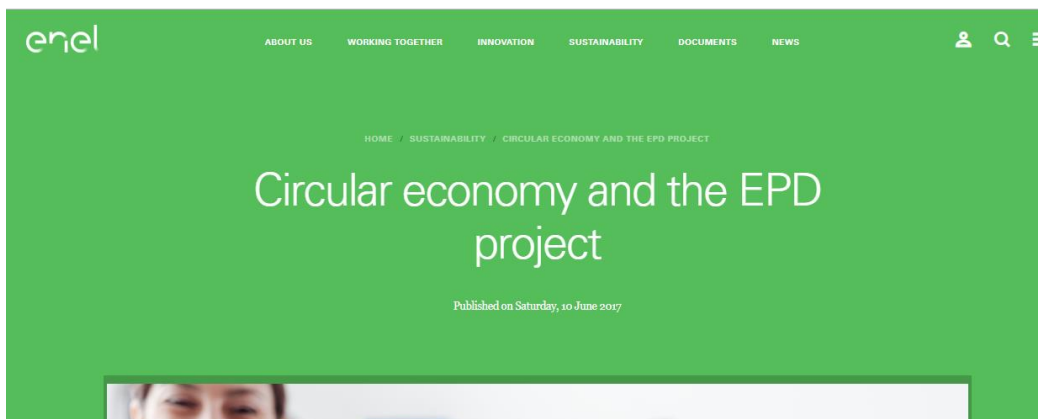 enel
ABOUT US WORKING TOGETHER INNOVATION SUSTAINABILITY DOCUMENTS NEWS
HOME / SUSTAINABILITY / CIRCULAR ECONOMY AND THE EPD PROJECT
Circular economy and the EPD
project
Published on Saturday, 10 June 2017